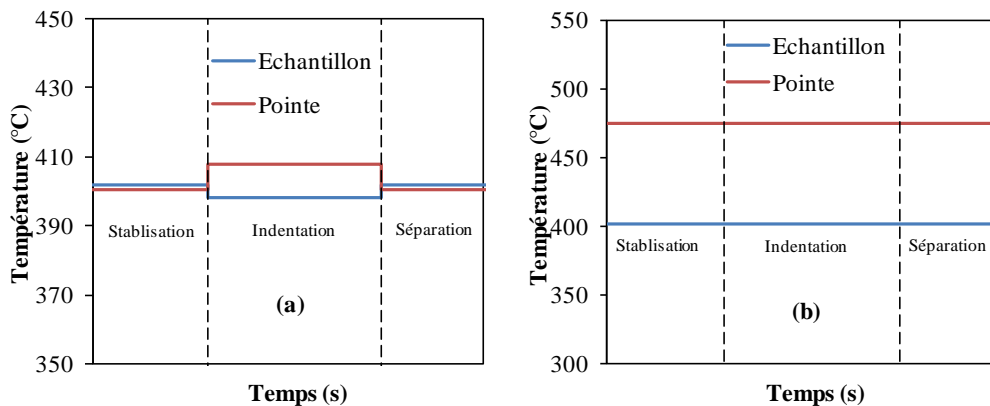 450
430
410
390
370
350
Température (°C)
Echantillon
Pointe
Stablisation
Indentation
Séparation
(a)
Temps (s)
550
500
450
400
350
300
Température (°C)
Echantillon
Pointe
Stablisation
Indentation
Séparation
(b)
Temps (s)